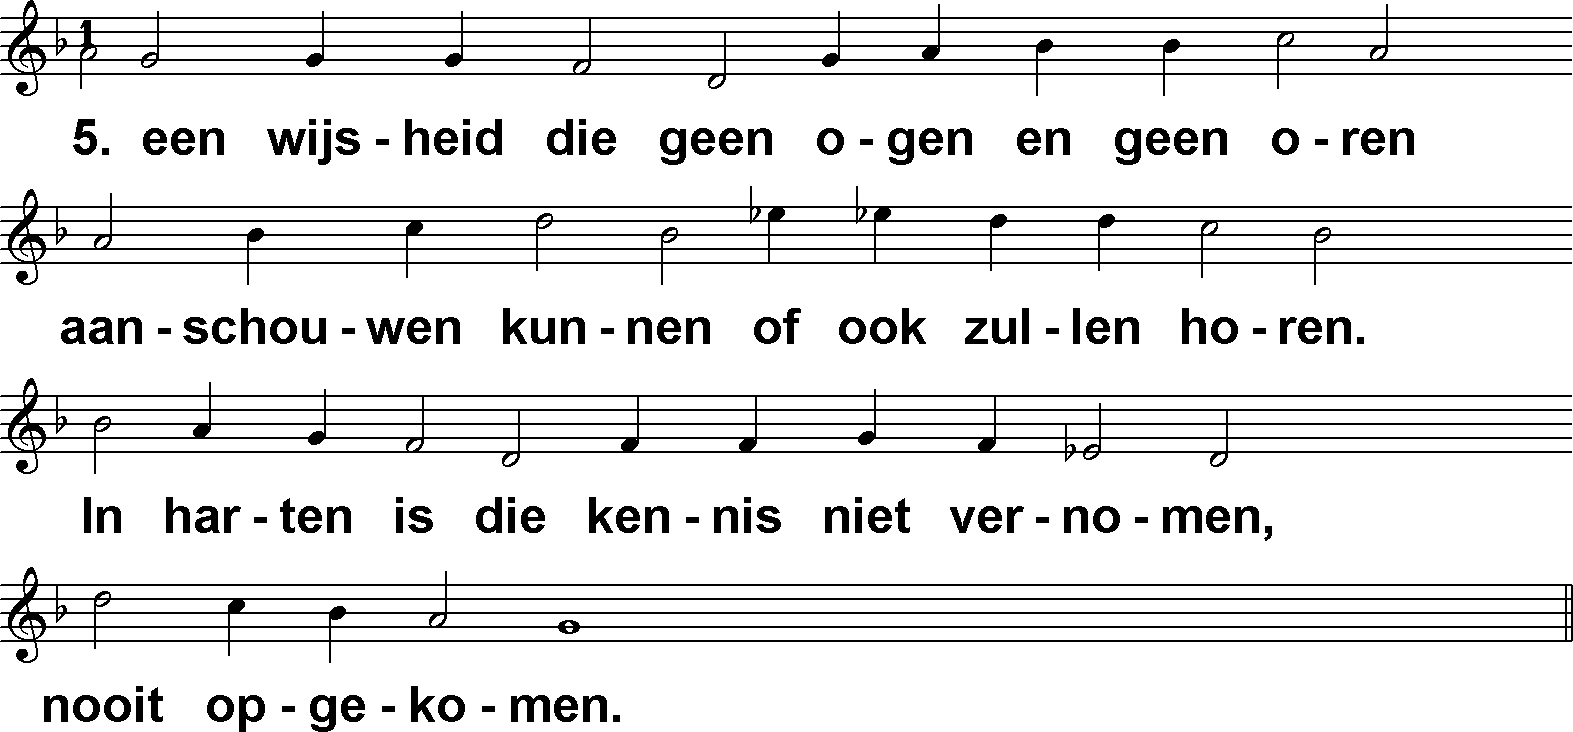 1
5. een wijs - heid die geen o - gen en geen o - ren
aan - schou - wen kun - nen of ook zul - len ho - ren.
In har - ten is die ken - nis niet ver - no - men,
nooit op - ge - ko - men.